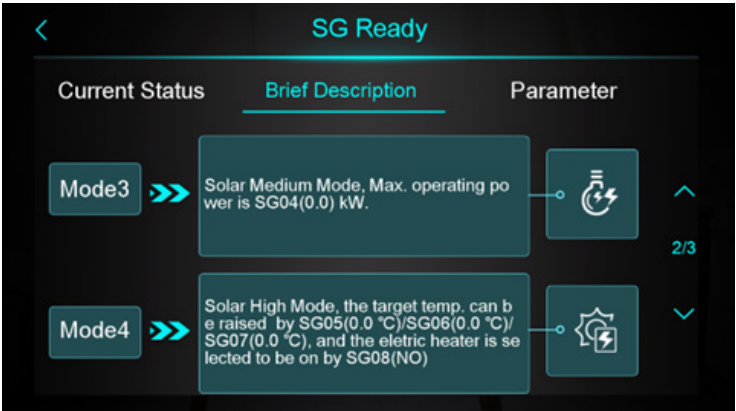 SG Ready
Current Status
Brief Description
Parameter
Mode3
Solar Medium Mode, Max. operating po
wer is SG04(0.0) kW.
2/3
Mode4
Solar High Mode, the target temp. can b
e raised  by SG05(0.0 ℃)/SG06(0.0 ℃)/
SG07(0.0 ℃), and the eletric heater is se
lected to be on by SG08(NO)